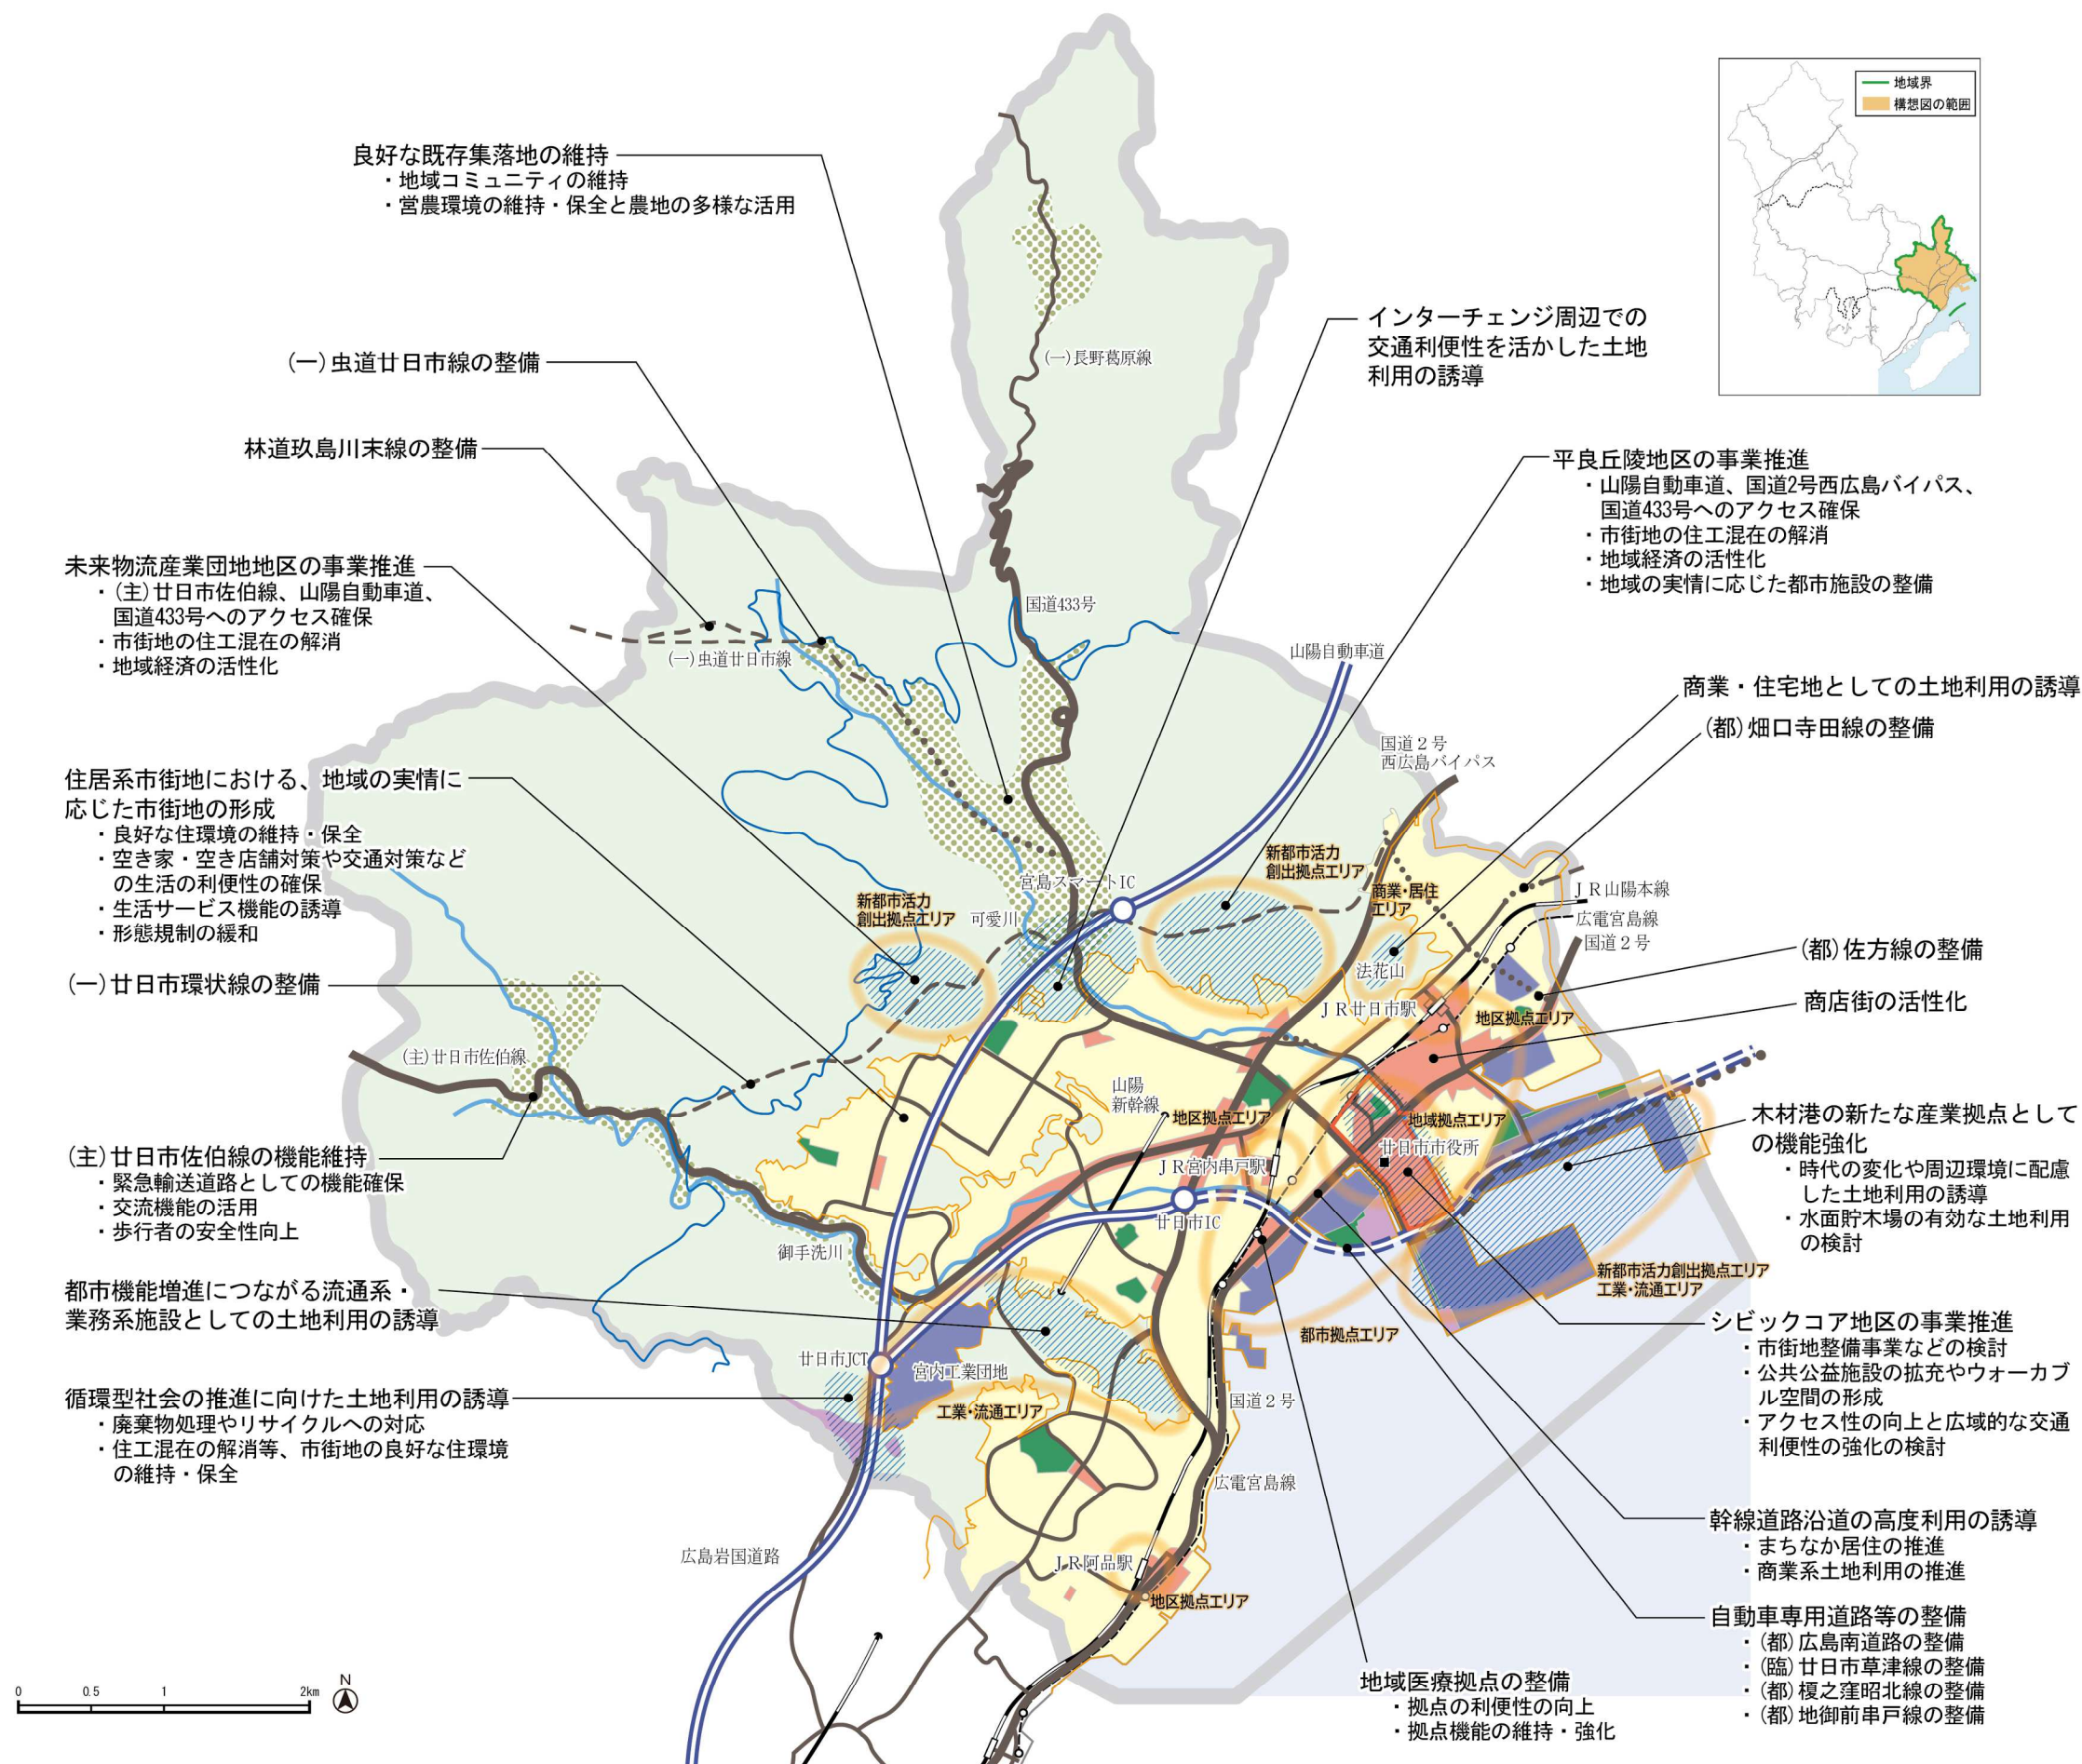 地域界
構想図の範囲
良好な既存集落地の維持
・地域コミュニティの維持
・営農環境の維持・保全と農地の多様な活用
インターチェンジ周辺での
交通利便性を活かした土地
利用の誘導
(一)長野葛原線
(一)虫道廿日市線の整備
林道玖島川末線の整備
平良丘陵地区の事業推進
・山陽自動車道、国道2号西広島バイパス、
国道433号へのアクセス確保
・市街地の住工混在の解消
・地域経済の活性化
・地域の実情に応じた都市施設の整備
未来物流産業団地地区の事業推進
・(主)廿日市佐伯線、山陽自動車道、
国道433号へのアクセス確保
・市街地の住工混在の解消
・地域経済の活性化
国道433号
(一)虫道廿日市線
山陽自動車道
商業・住宅地としての土地利用の誘導
(都)畑口寺田線の整備
国道2号
西広島バイパス
住居系市街地における、地域の実情に
応じた市街地の形成
・良好な住環境の維持・保全
・空き家・空き店舗対策や交通対策など
の生活の利便性の確保
・生活サービス機能の誘導
・形態規制の緩和
新都市活力
創出拠点エリア
宮島スマートIC
新都市活力
創出拠点エリア
可愛川
商業・居住
エリア
JR山陽本線
広電宮島線
国道2号
(都)佐方線の整備
法花山
(一)廿日市環状線の整備
商店街の活性化
JR廿日市駅
地区拠点エリア
(主)廿日市佐伯線
山陽
新幹線
地区拠点エリア
地域拠点エリア
廿日市市役所
木材港の新たな産業拠点として
の機能強化
・時代の変化や周辺環境に配慮
した土地利用の誘導
・水面貯木場の有効な土地利用
の検討
(主)廿日市佐伯線の機能維持
・緊急輸送道路としての機能確保
・交流機能の活用
・歩行者の安全性向上
JR宮内串戸駅
廿日市IC
御手洗川
新都市活力創出拠点エリア
工業・流通エリア
都市機能増進につながる流通系・
業務系施設としての土地利用の誘導
都市拠点エリア
シビックコア地区の事業推進
・市街地整備事業などの検討
・公共公益施設の拡充やウォーカブ
ル空間の形成
・アクセス性の向上と広域的な交通
利便性の強化の検討
廿日市JCT
宮内工業団地
循環型社会の推進に向けた土地利用の誘導
・廃棄物処理やリサイクルへの対応
・住工混在の解消等、市街地の良好な住環境
の維持・保全
工業・流通エリア
国道2号
広電宮島線
幹線道路沿道の高度利用の誘導
・まちなか居住の推進
・商業系土地利用の推進
広島岩国道路
JR阿品駅
地区拠点エリア
自動車専用道路等の整備
・(都)広島南道路の整備
・(臨)廿日市草津線の整備
・(都)榎之窪昭北線の整備
・(都)地御前串戸線の整備
地域医療拠点の整備
・拠点の利便性の向上
・拠点機能の維持・強化
0 0.5 1 2km
N